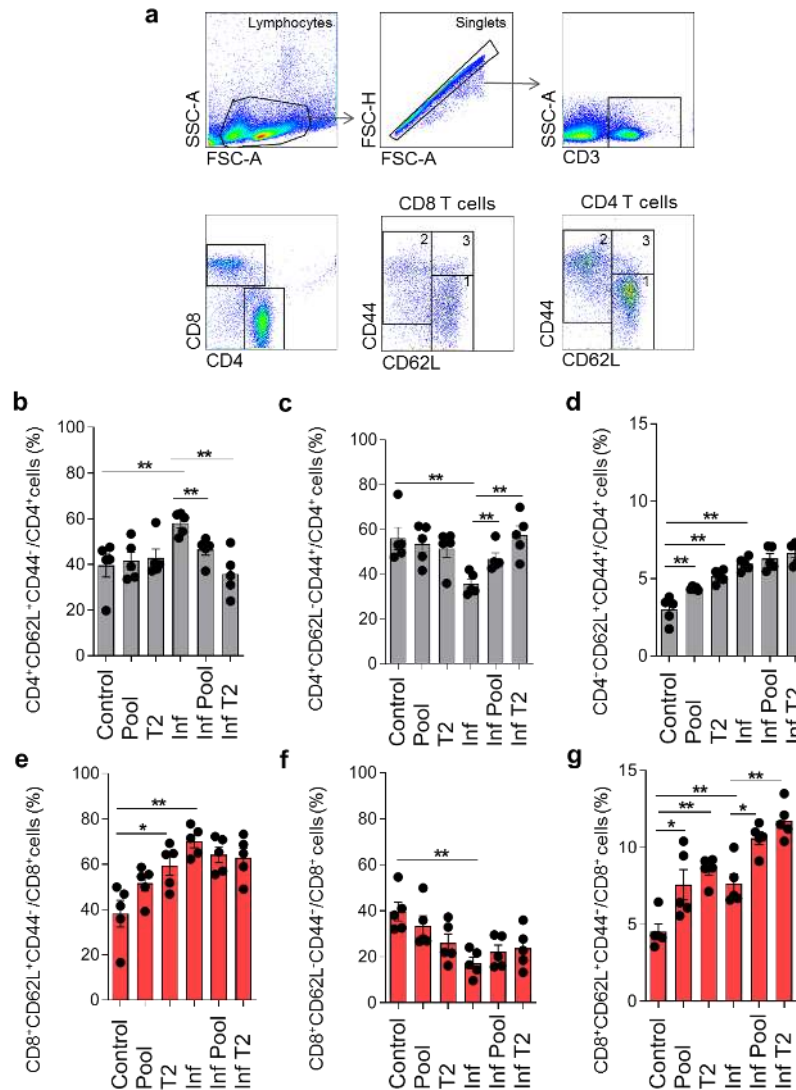 a
Lymphocytes
SSC-A
FSC-A
Singlets
FSC-H
FSC-A
SSC-A
CD3
CD8
CD4
CD8 T cells
2
3
1
CD44
CD62L
CD4 T cells
2
3
1
CD44
CD62L
b
CD4⁺CD62L⁺CD44⁻/CD4⁺cells (%)
100
80
60
40
20
0
**
**
**
Control
Pool
T2
Inf
Inf Pool
Inf T2
c
CD4⁺CD62L⁻CD44⁺/CD4⁺ cells (%)
100
80
60
40
20
0
**
**
**
Control
Pool
T2
Inf
Inf Pool
Inf T2
d
CD4⁻CD62L⁺CD44⁺/CD4⁺ cells (%)
15
10
5
0
**
**
**
Control
Pool
T2
Inf
Inf Pool
Inf T2
e
CD8⁺CD62L⁺CD44⁻/CD8⁺cells (%)
100
80
60
40
20
0
**
*
Control
Pool
T2
Inf
Inf Pool
Inf T2
f
CD8⁺CD62L⁻CD44⁻/CD8⁺ cells (%)
100
80
60
40
20
0
**
Control
Pool
T2
Inf
Inf Pool
Inf T2
g
CD8⁺CD62L⁺CD44⁻/CD8⁺ cells (%)
15
10
5
0
**
**
**
*
*
Control
Pool
T2
Inf
Inf Pool
Inf T2